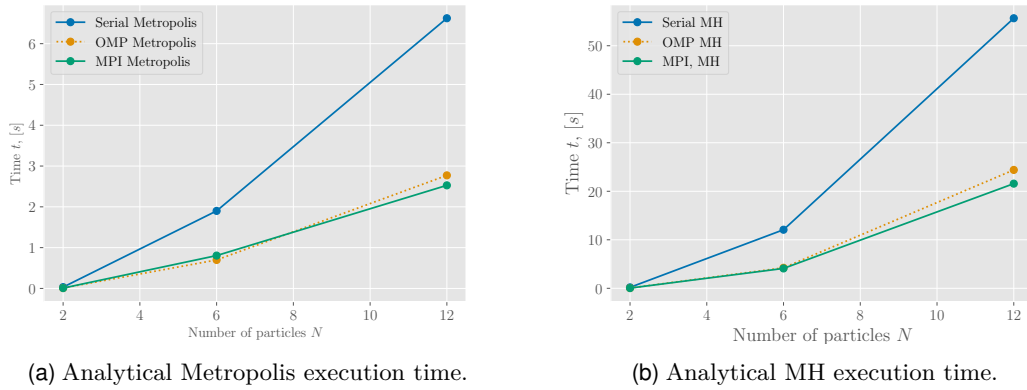 Serial Metropolis
OMP Metropolis
MPI Metropolis
6
5
4
3
2
1
0
Time t, [s]
2
4
6
8
10
12
Number of particles N
(a) Analytical Metropolis execution time.
Serial MH
OMP MH
MPI, MH
50
40
30
20
10
0
Time t, [s]
2
4
6
8
10
12
Number of particles N
(b) Analytical MH execution time.